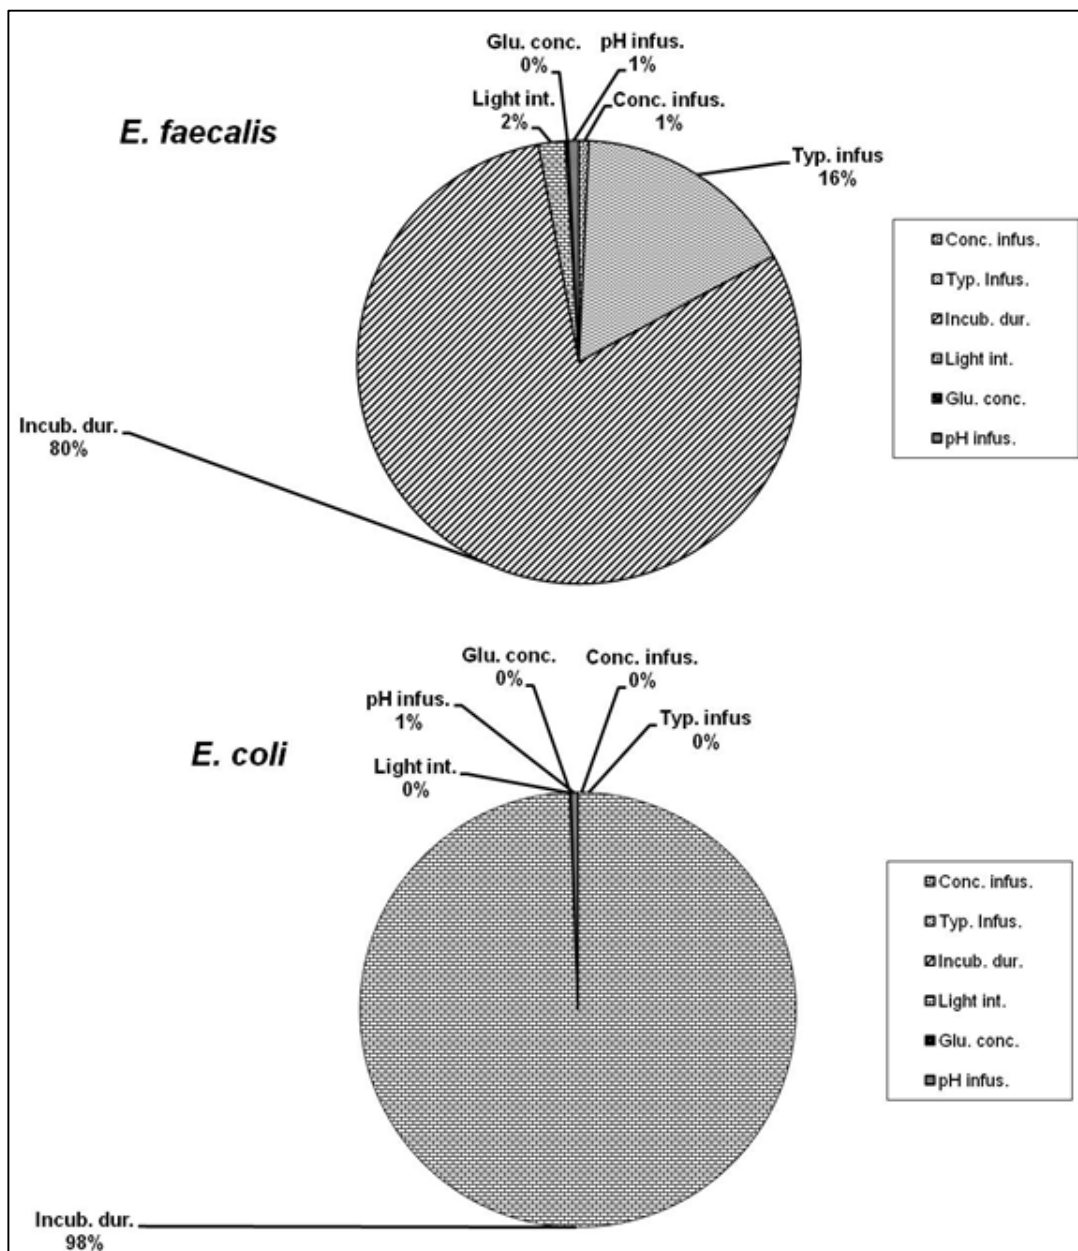 Glu. conc.
0%
pH infus.
1%
Light int.
2%
Conc. infus.
1%
E. faecalis
Typ. infus
16%
Conc. infus.
Typ. Infus.
Incub. dur.
Light int.
Glu. conc.
pH infus.
Incub. dur.
80%
Glu. conc.
0%
Conc. infus.
0%
pH infus.
1%
Typ. infus
0%
E. coli
Light int.
0%
Conc. infus.
Typ. Infus.
Incub. dur.
Light int.
Glu. conc.
pH infus.
Incub. dur.
98%